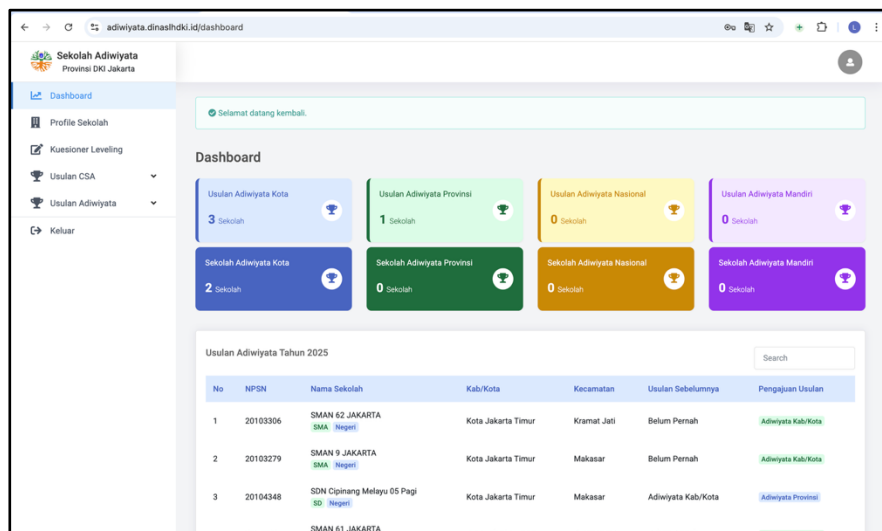 adiwiyata.dinaslhdki.id/dashboard
L
Sekolah Adiwiyata
Provinsi DKI Jakarta
Dashboard
Profile Sekolah
Kuesioner Leveling
Usulan CSA
Usulan Adiwiyata
Keluar
Selamat datang kembali.
Dashboard
Usulan Adiwiyata Kota
3 Sekolah
Usulan Adiwiyata Provinsi
1 Sekolah
Usulan Adiwiyata Nasional
0 Sekolah
Usulan Adiwiyata Mandiri
0 Sekolah
Sekolah Adiwiyata Kota
2 Sekolah
Sekolah Adiwiyata Provinsi
0 Sekolah
Sekolah Adiwiyata Nasional
0 Sekolah
Sekolah Adiwiyata Mandiri
0 Sekolah
Usulan Adiwiyata Tahun 2025
Search
No NPSN Nama Sekolah Kab/Kota Kecamatan Usulan Sebelumnya Pengajuan Usulan
1 20103306 SMAN 62 JAKARTA Kota Jakarta Timur Kramat Jati Belum Pernah Adiwiyata Kab/Kota
SMA Negeri
2 20103279 SMAN 9 JAKARTA Kota Jakarta Timur Makasar Belum Pernah Adiwiyata Kab/Kota
SMA Negeri
3 20104348 SDN Cipinang Melayu 05 Pagi Kota Jakarta Timur Makasar Adiwiyata Kab/Kota Adiwiyata Provinsi
SD Negeri
SMAN 61 JAKARTA